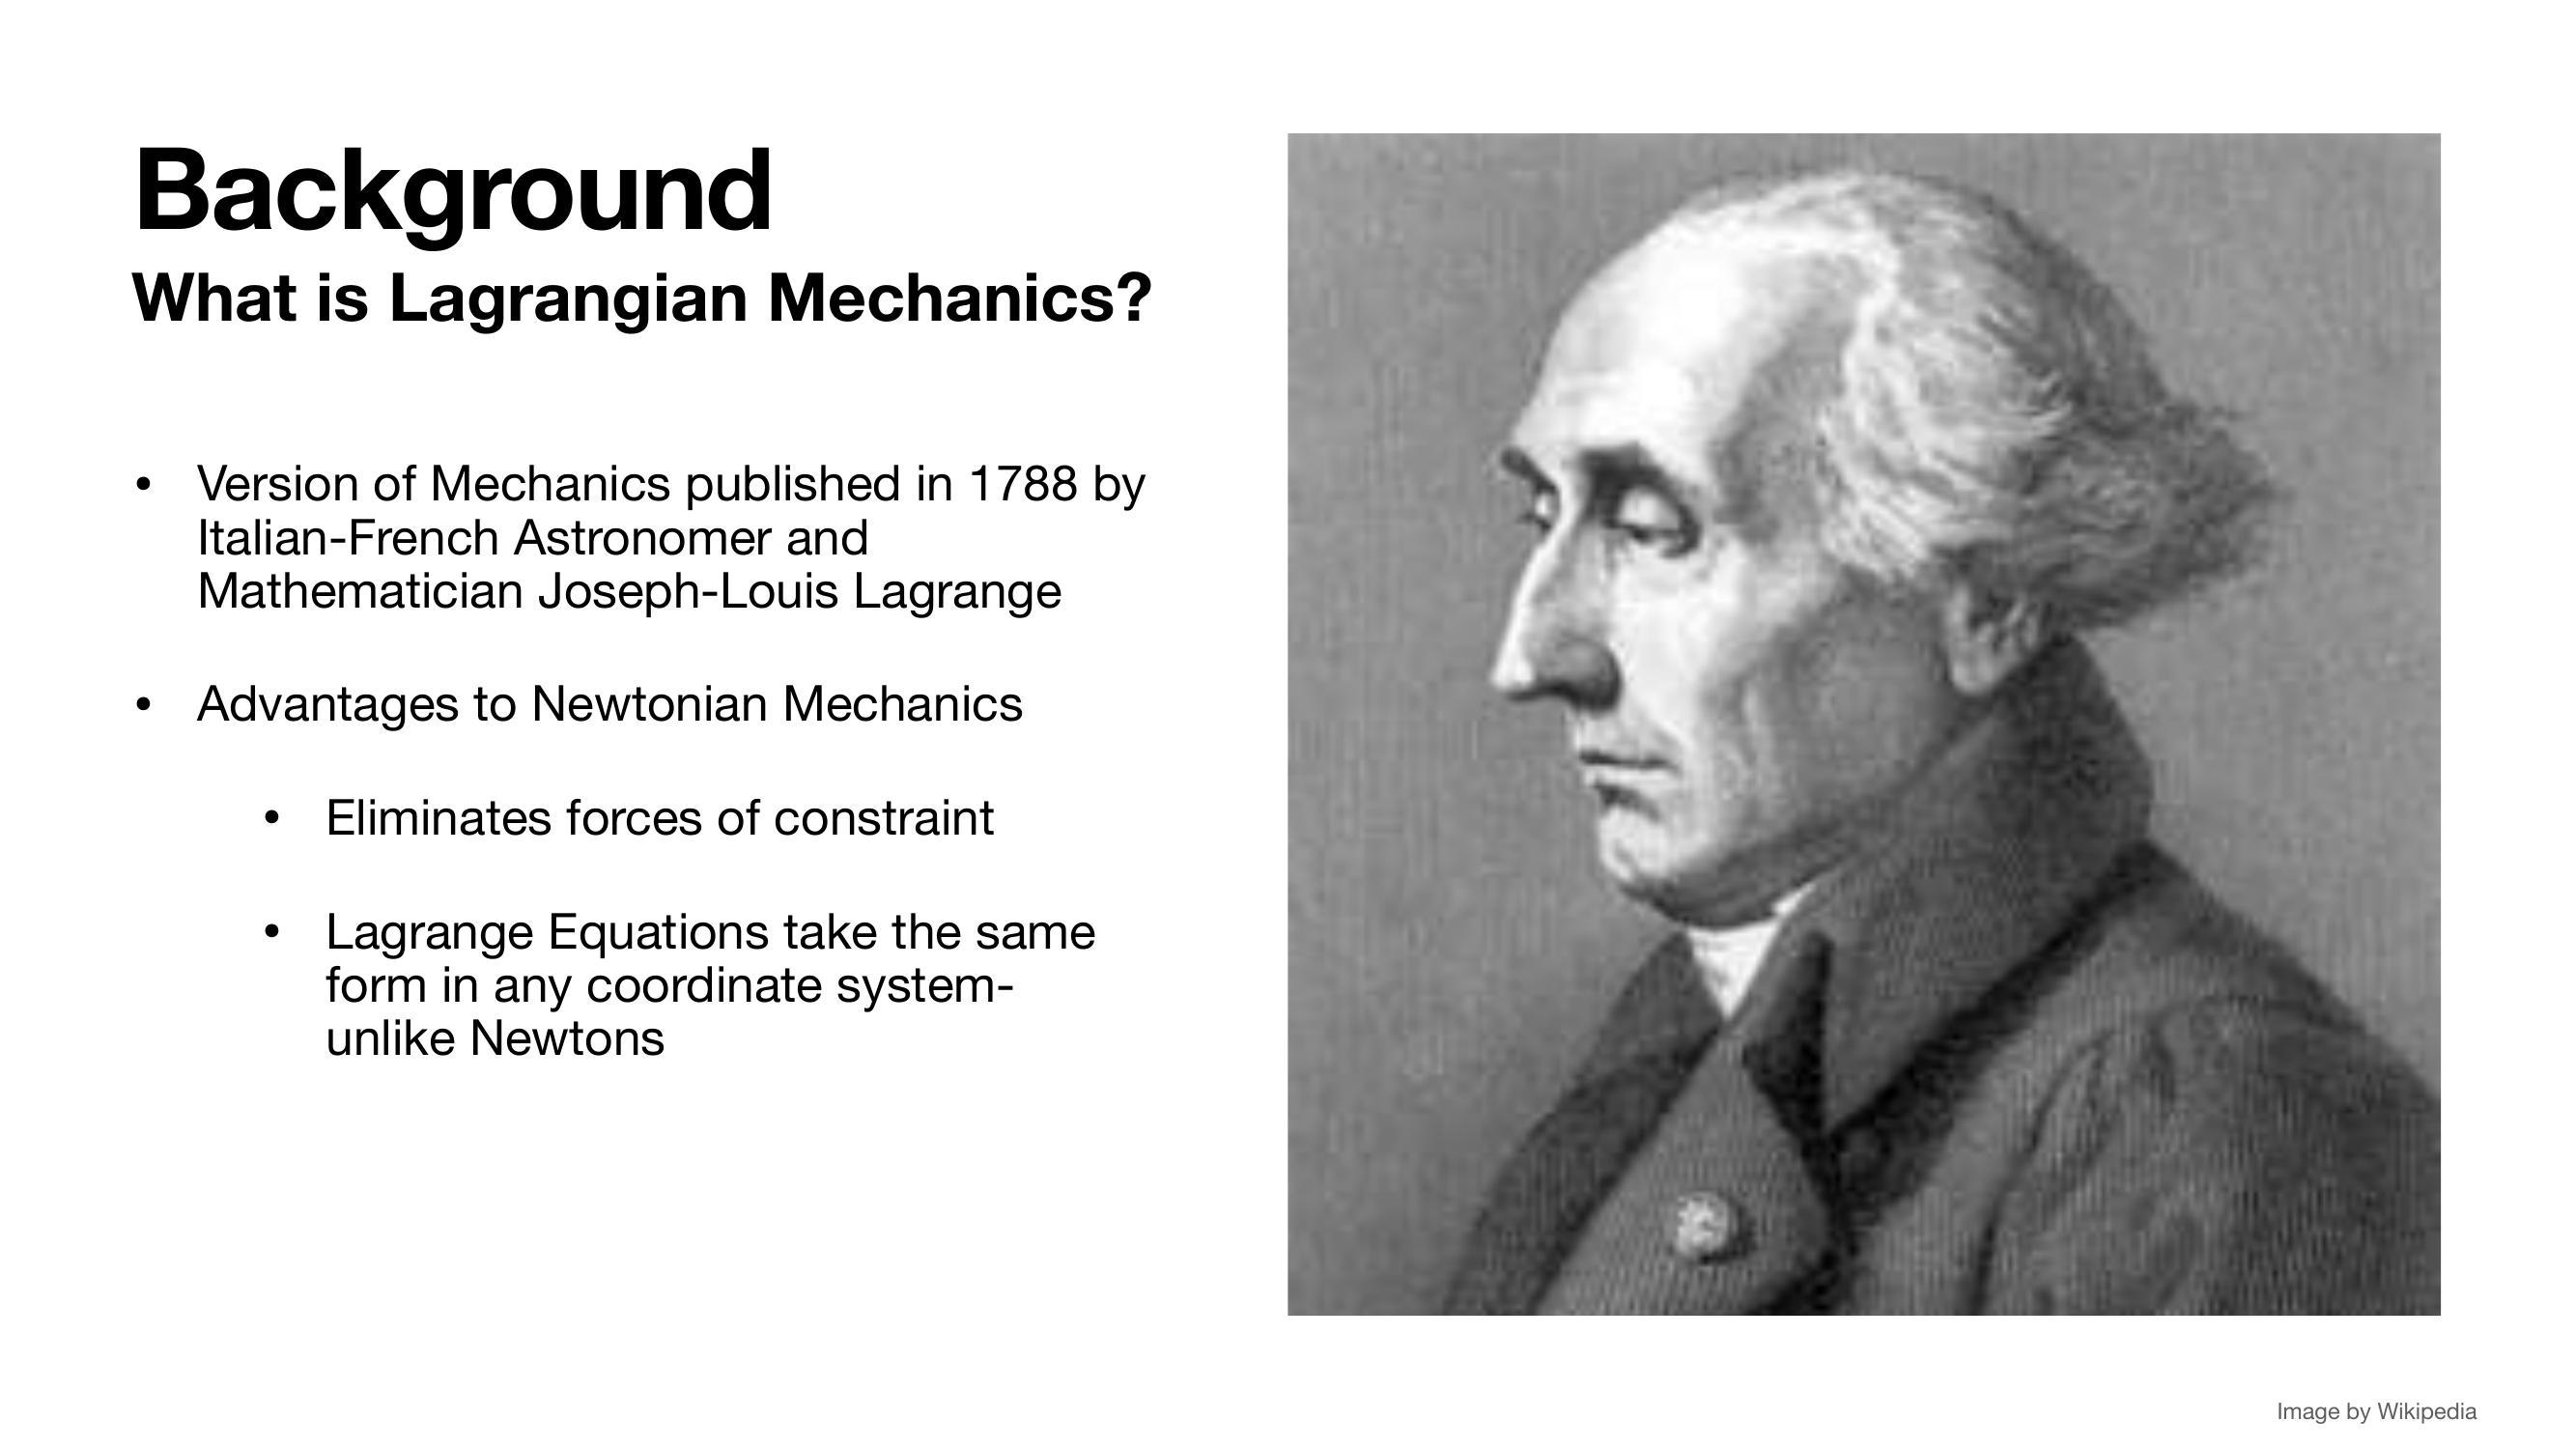 Background
What is Lagrangian Mechanics?
• Version of Mechanics published in 1788 by
Italian-French Astronomer and
Mathematician Joseph-Louis Lagrange
• Advantages to Newtonian Mechanics
• Eliminates forces of constraint
• Lagrange Equations take the same
form in any coordinate system-
unlike Newtons
Image by Wikipedia